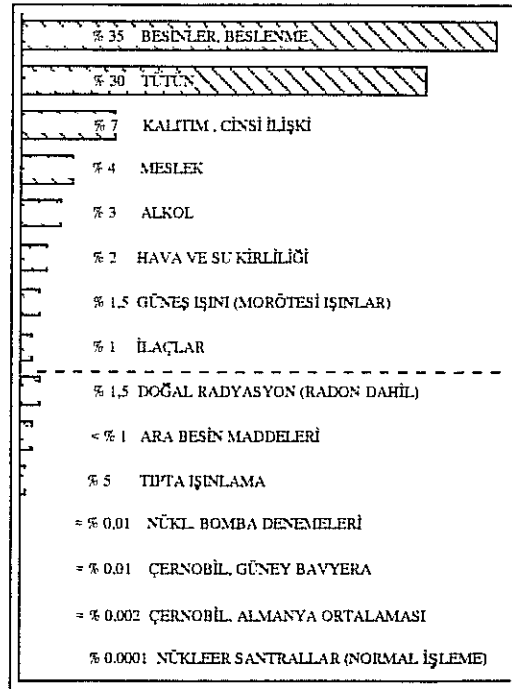 % 35 BESİNLER, BESLENME
% 30 TÜTÜN
% 7 KALITIM, CİNSİ İLİŞKİ
% 4 MESLEK
% 3 ALKOL
% 2 HAVA VE SU KİRLİLİĞİ
% 1,5 GÜNEŞ IŞINI (MORÖTESİ IŞINLAR)
% 1 İLAÇLAR
% 1,5 DOĞAL RADYASYON (RADON DAHİL)
< % 1 ARA BESİN MADDELERİ
% 5 TIPTA IŞINLAMA
= % 0,01 NÜKL. BOMBA DENEMELERİ
= % 0,01 ÇERNOBİL, GÜNEY BAVYERA
= % 0,002 ÇERNOBİL, ALMANYA ORTALAMASI
% 0.0001 NÜKLEER SANTRALLAR (NORMAL İŞLEME)